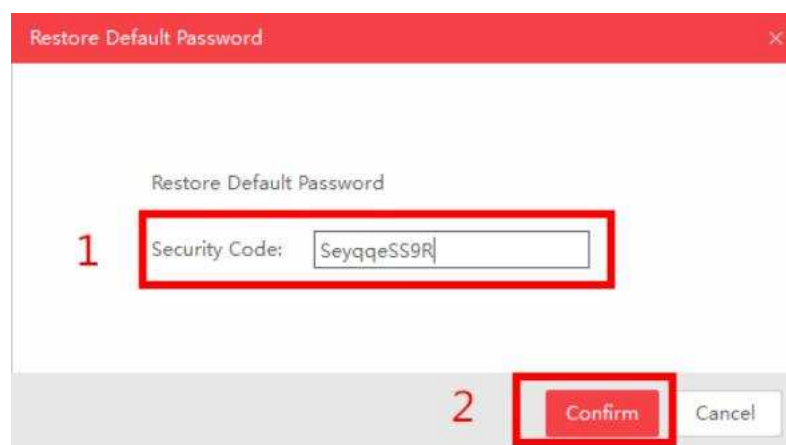 Restore Default Password
Restore Default Password
1
Security Code: SeyqqeSS9R
2 Confirm Cancel